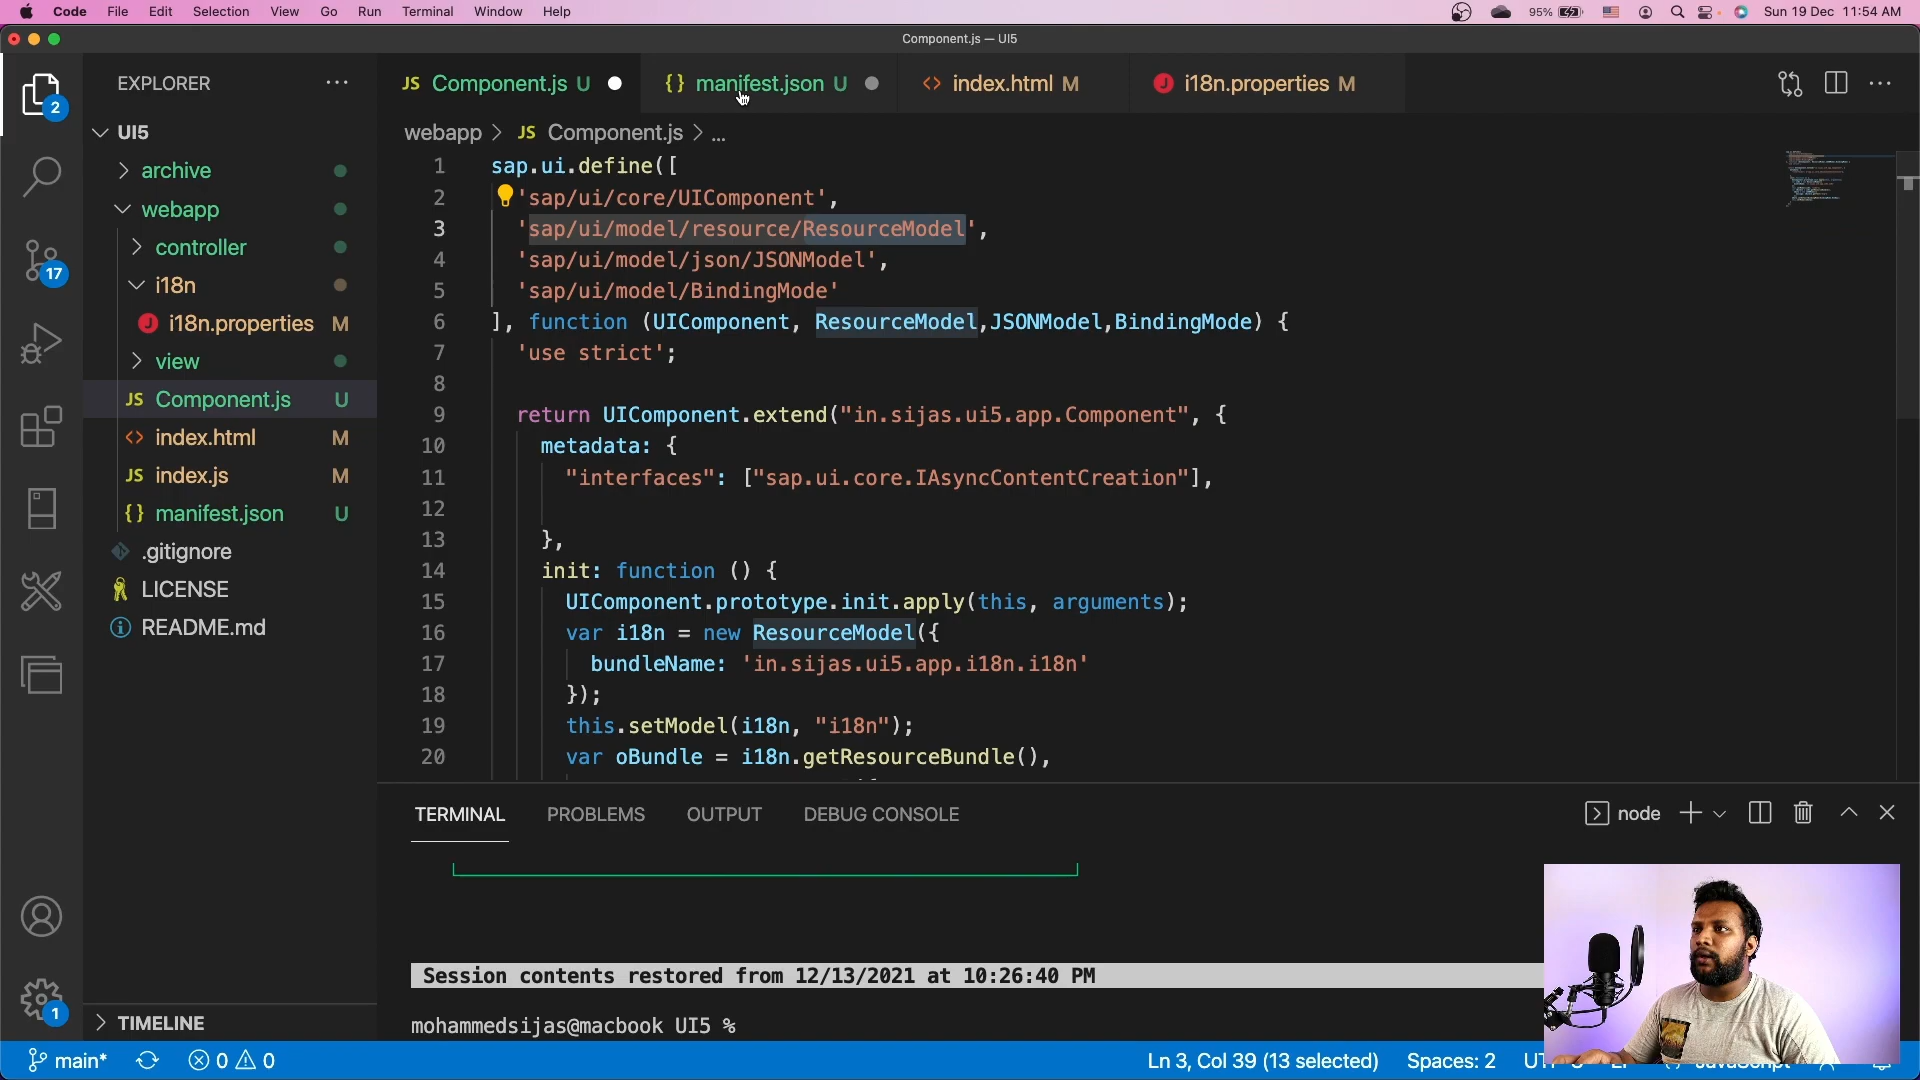 Code File Edit Selection View Go Run Terminal Window Help 95% Sun 19 Dec 11:54 AM
Component.js — UI5
EXPLORER
JS Component.js U {} manifest.json U <> index.html M J i18n.properties M
2
UI5
webapp > JS Component.js > ...
archive
webapp
controller
i18n
J i18n.properties M
view
JS Component.js U
<> index.html M
JS index.js M
{} manifest.json U
.gitignore
LICENSE
README.md
17
1 sap.ui.define([
2 'sap/ui/core/UIComponent',
3 'sap/ui/model/resource/ResourceModel',
4 'sap/ui/model/json/JSONModel',
5 'sap/ui/model/BindingMode'
6 ], function (UIComponent, ResourceModel,JSONModel,BindingMode) {
7 'use strict';
8
9 return UIComponent.extend("in.sijas.ui5.app.Component", {
10 metadata: {
11 "interfaces": ["sap.ui.core.IAsyncContentCreation"],
12
13 },
14 init: function () {
15 UIComponent.prototype.init.apply(this, arguments);
16 var i18n = new ResourceModel({
17 bundleName: 'in.sijas.ui5.app.i18n.i18n'
18 });
19 this.setModel(i18n, "i18n");
20 var oBundle = i18n.getResourceBundle(),
TERMINAL PROBLEMS OUTPUT DEBUG CONSOLE node
Session contents restored from 12/13/2021 at 10:26:40 PM
mohammedsijas@macbook UI5 %
1
TIMELINE
main* 0 0 Ln 3, Col 39 (13 selected) Spaces: 2